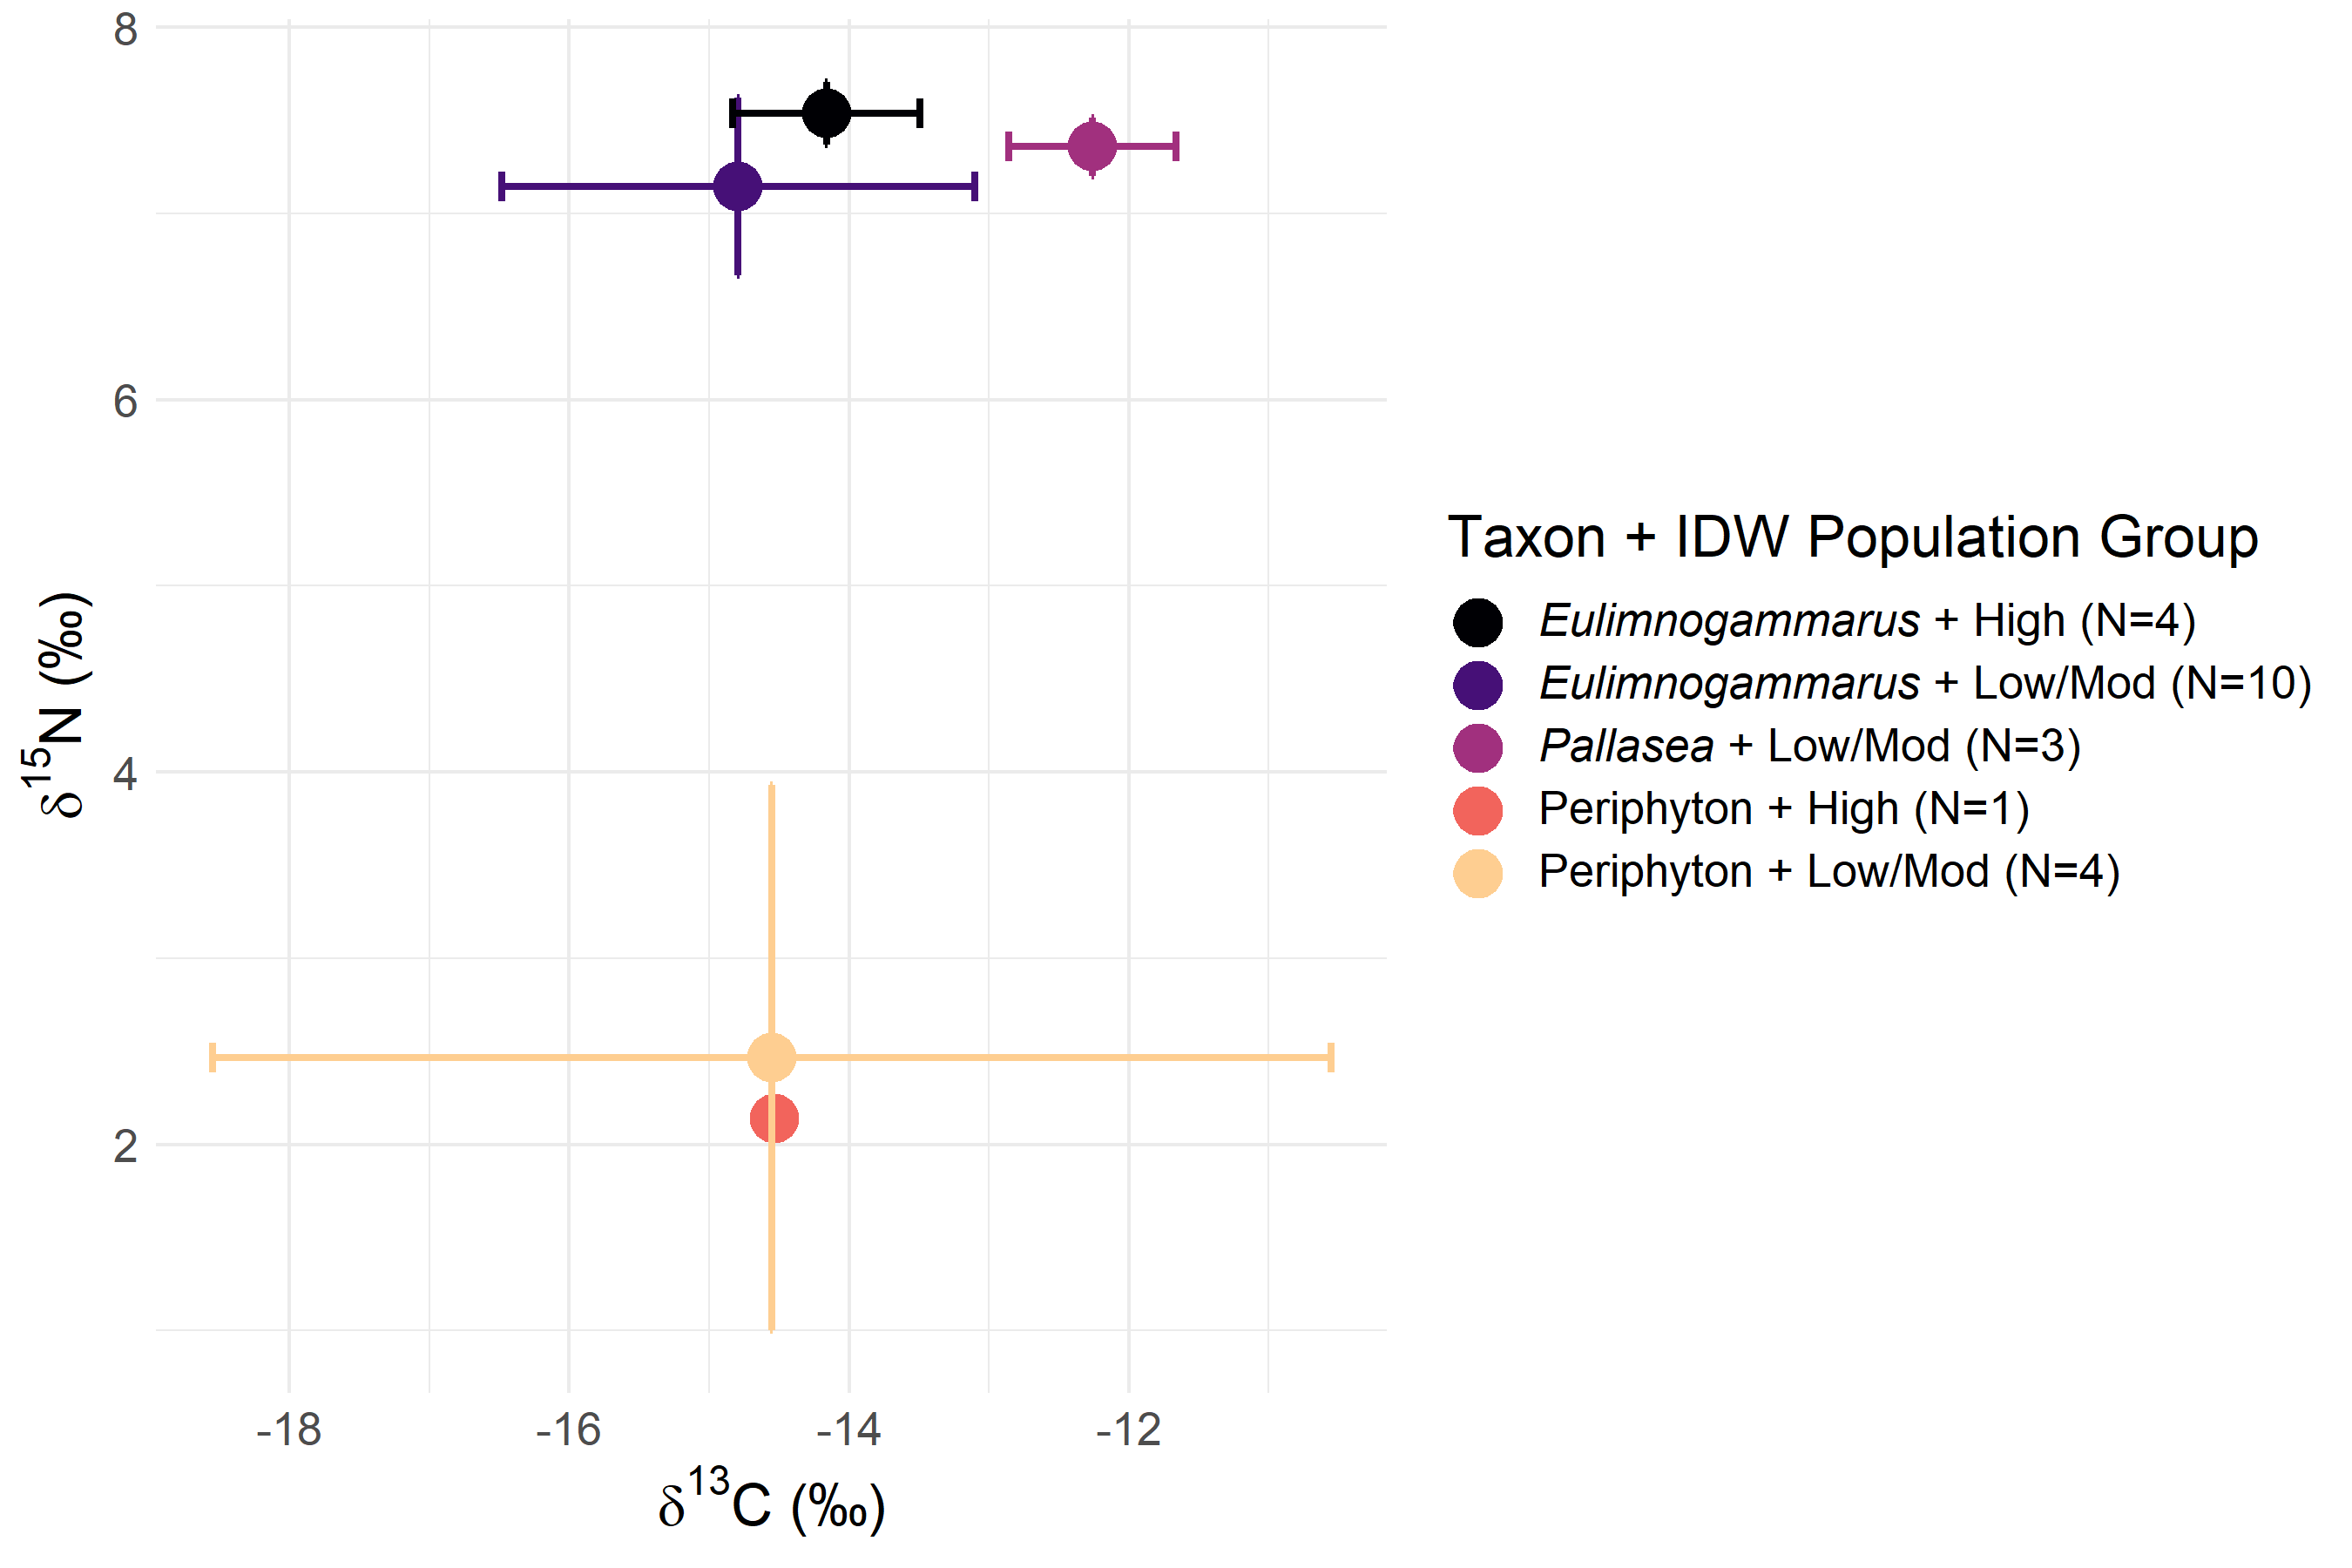 8
6
4
2
δ15N (‰)
-18 -16 -14 -12
δ13C (‰)
Taxon + IDW Population Group
Eulimnogammarus + High (N=4)
Eulimnogammarus + Low/Mod (N=10)
Pallasea + Low/Mod (N=3)
Periphyton + High (N=1)
Periphyton + Low/Mod (N=4)